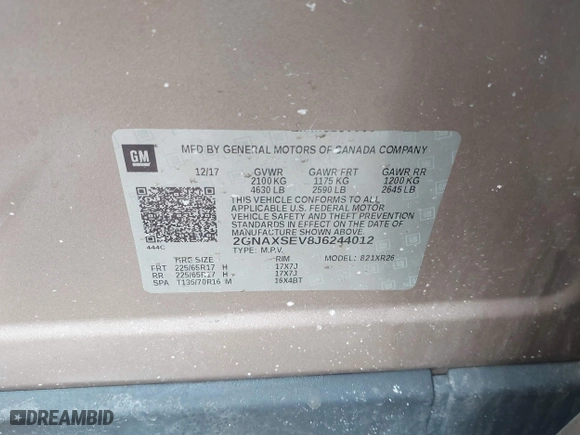 GM
MFD BY GENERAL MOTORS OF CANADA COMPANY
12/17 GVWR GAWR FRT GAWR RR
2100 KG 1175 KG 1200 KG
4630 LB 2590 LB 2645 LB
THIS VEHICLE CONFORMS TO ALL
APPLICABLE U.S. FEDERAL MOTOR
VEHICLE SAFETY AND THEFT PREVENTION
STANDARDS IN EFFECT ON THE DATE OF
MANUFACTURE SHOWN ABOVE.
444C 2GNAXSEV8J6244012
TYPE: M.P.V.
TIRE SIZE RIM 821XR26
FRT 225/65R17 H 17X7J
RR 225/65R17 H 17X7J
SPA T135/70R16 M 16X4BT
DREAMBID